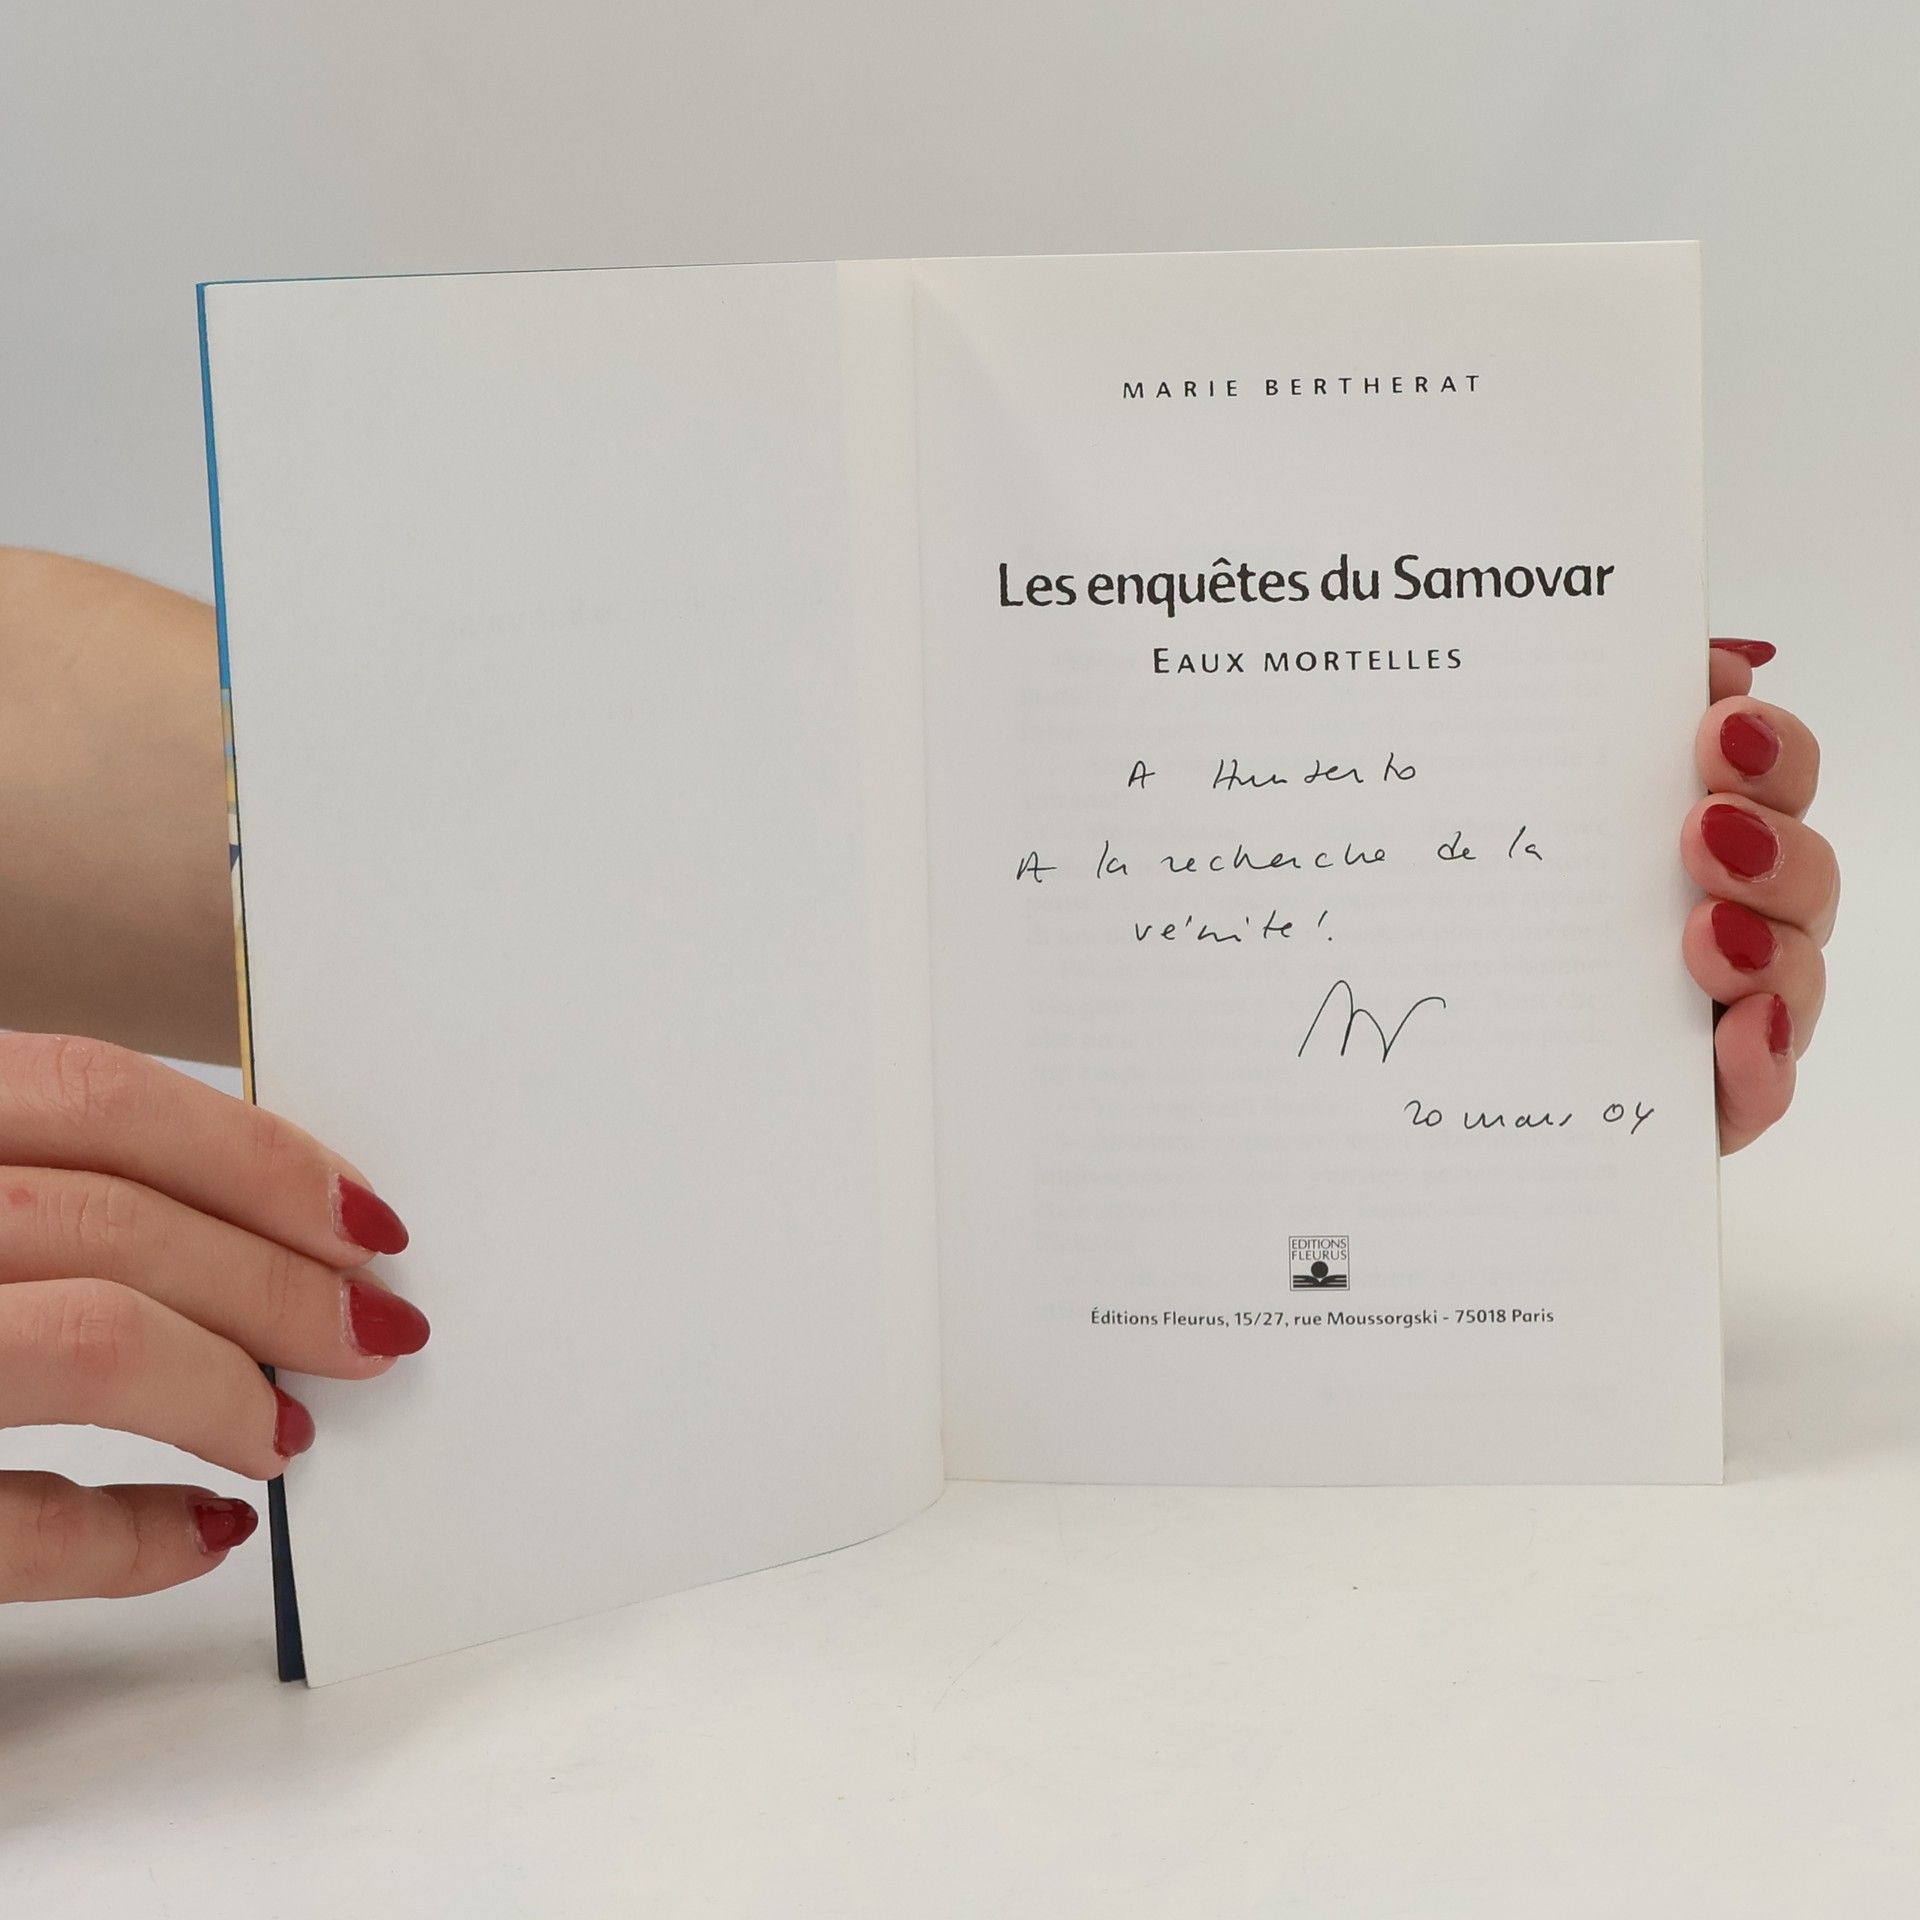 MARIE BERTHERAT
Les enquêtes du Samovar
EAUX MORTELLES
A Humberto
A la recherche de la
vérité !
20 mars 04
EDITIONS
FLEURUS
Éditions Fleurus, 15/27, rue Moussorgski - 75018 Paris